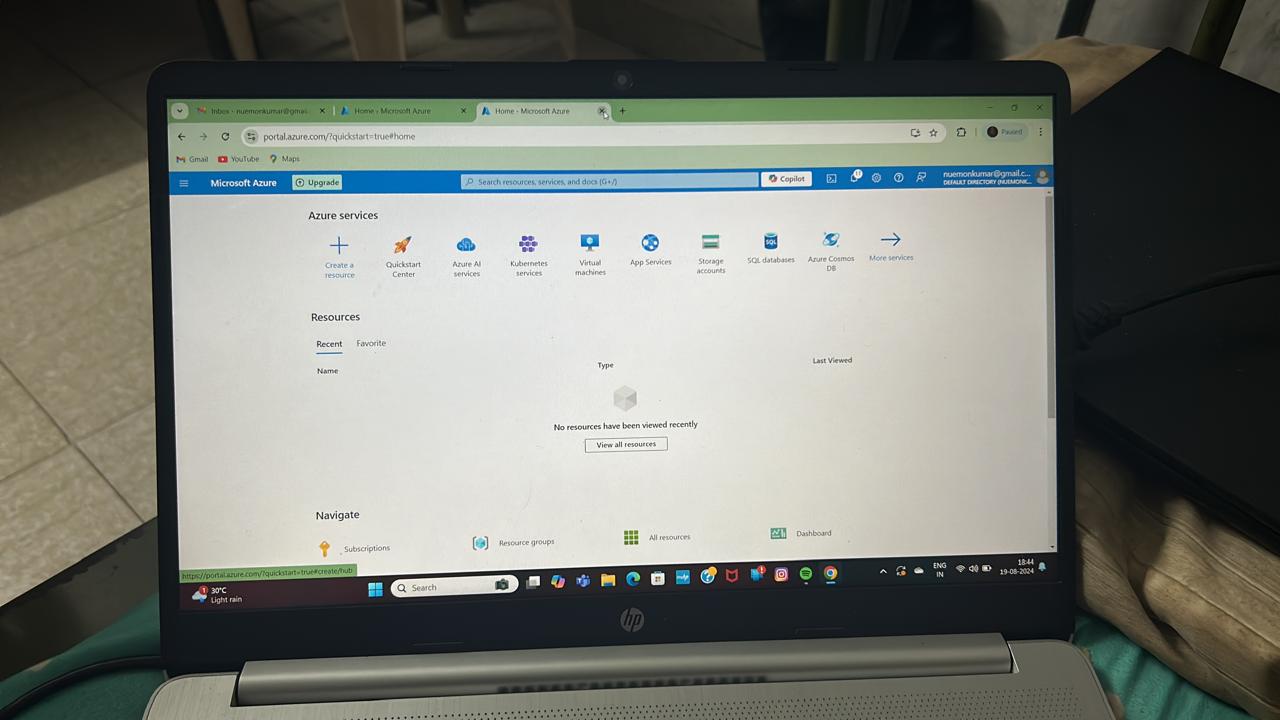 Inbox - nuemonkumar@gmail.
Home - Microsoft Azure
Home - Microsoft Azure
portal.azure.com/?quickstart=true#home
Paused
Gmail
YouTube
Maps
Microsoft Azure
Upgrade
Search resources, services, and docs (G+/)
Copilot
11
nuemonkumar@gmail.c...
DEFAULT DIRECTORY (NUEMONK...
Azure services
Create a
resource
Quickstart
Center
Azure AI
services
Kubernetes
services
Virtual
machines
App Services
Storage
accounts
SQL
SQL databases
Azure Cosmos
DB
More services
Resources
Recent
Favorite
Name
Type
Last Viewed
No resources have been viewed recently
View all resources
Navigate
Subscriptions
Resource groups
All resources
Dashboard
https://portal.azure.com/?quickstart=true#create/hub
1
30°C
Light rain
Search
ENG
IN
18:44
19-08-2024
hp